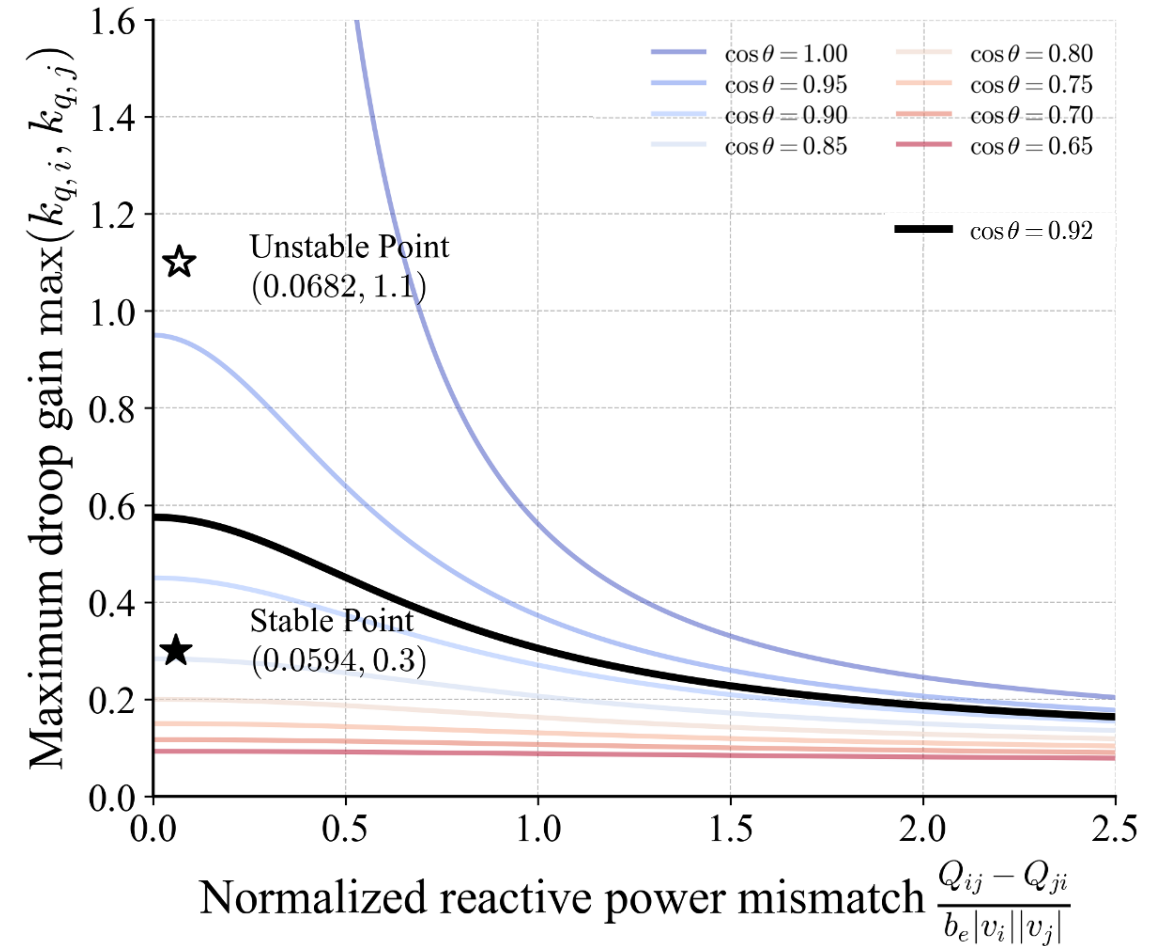 Maximum droop gain max(k_{q,i}, k_{q,j})
1.6
1.4
1.2
1.0
0.8
0.6
0.4
0.2
0.0
cos θ = 1.00
cos θ = 0.95
cos θ = 0.90
cos θ = 0.85
cos θ = 0.80
cos θ = 0.75
cos θ = 0.70
cos θ = 0.65
cos θ = 0.92
Unstable Point
(0.0682, 1.1)
Stable Point
(0.0594, 0.3)
0.0 0.5 1.0 1.5 2.0 2.5
Normalized reactive power mismatch \frac{Q_{ij} − Q_{ji}}{b_e|v_i||v_j|}